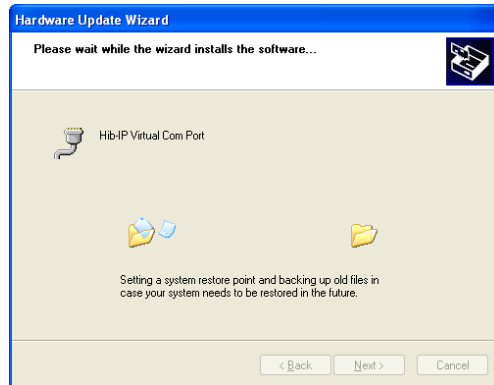 Hardware Update Wizard
Please wait while the wizard installs the software...
Hib-IP Virtual Com Port
Setting a system restore point and backing up old files in
case your system needs to be restored in the future.
< Back Next > Cancel